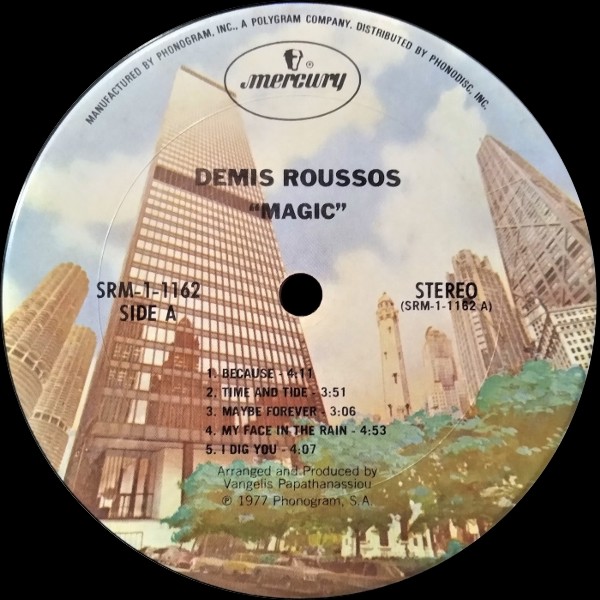 MANUFACTURED BY PHONOGRAM, INC., A POLYGRAM COMPANY. DISTRIBUTED BY PHONODISC, INC.
mercury ®
DEMIS ROUSSOS
“MAGIC”
SRM-1-1162
SIDE A
STEREO
(SRM-1-1162 A)
1. BECAUSE - 4:11
2. TIME AND TIDE - 3:51
3. MAYBE FOREVER - 3:06
4. MY FACE IN THE RAIN - 4:53
5. I DIG YOU - 4:07
Arranged and Produced by
Vangelis Papathanassiou
℗ 1977 Phonogram, S.A.